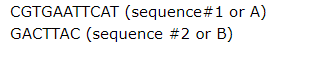 CGTGAATTCAT (sequence#1 or A)
GACTTAC (sequence #2 or B)